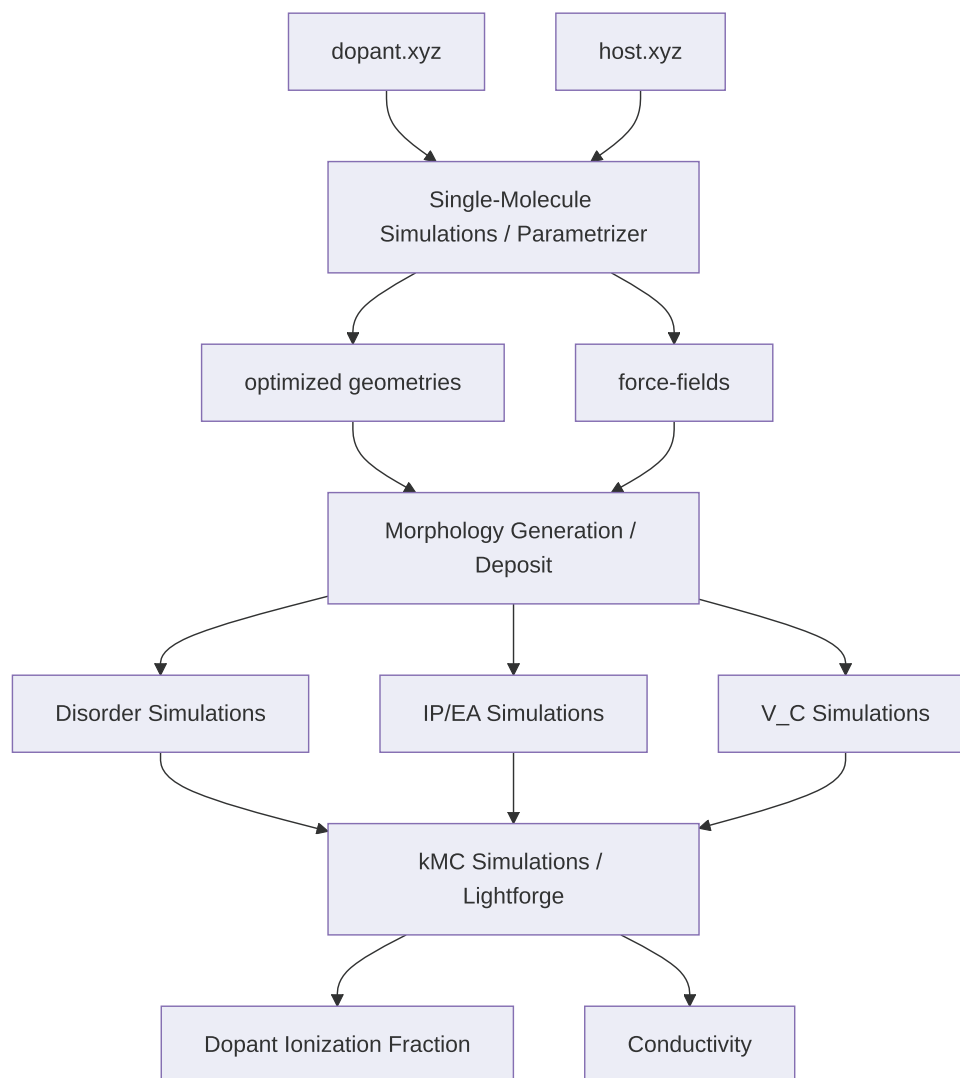 dopant.xyz
host.xyz
Single-Molecule
Simulations / Parametrizer
optimized geometries
force-fields
Morphology Generation /
Deposit
Disorder Simulations
IP/EA Simulations
V_C Simulations
kMC Simulations /
Lightforge
Dopant Ionization Fraction
Conductivity